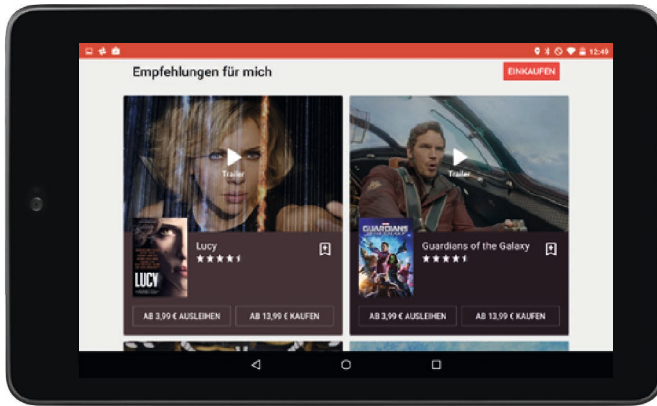 12:49
Empfehlungen für mich
EINKAUFEN
Trailer
Trailer
LUCY
Lucy
AB 3,99 € AUSLEIHEN
AB 13,99 € KAUFEN
GUARDIANS
OF THE GALAXY
Guardians of the Galaxy
AB 3,99 € AUSLEIHEN
AB 13,99 € KAUFEN